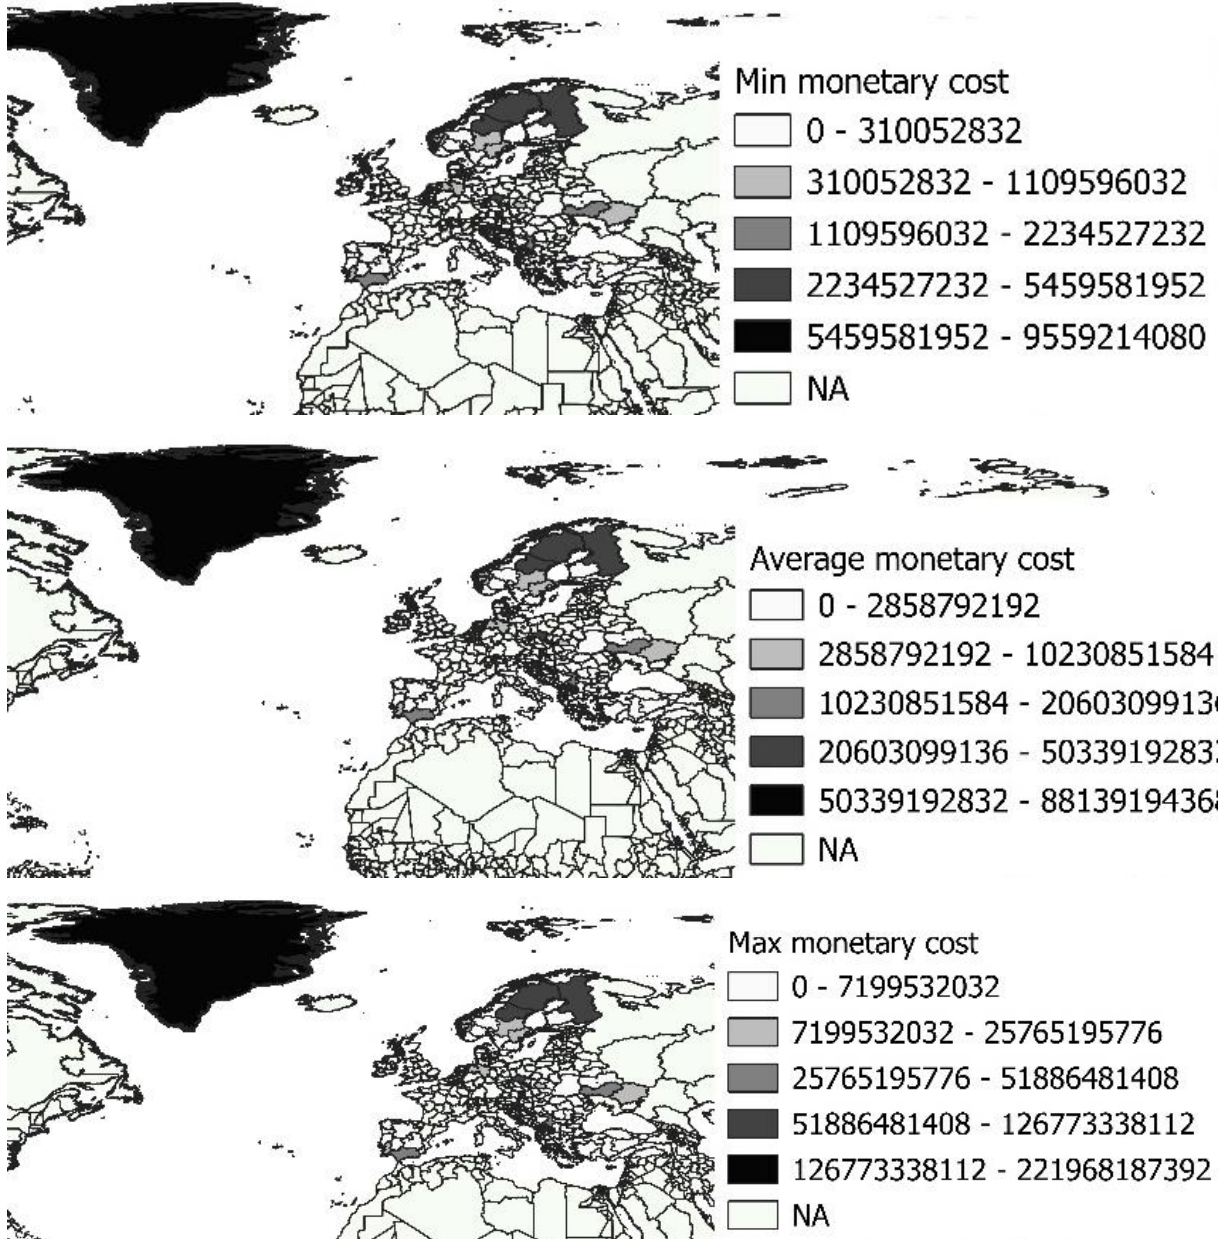 Min monetary cost
0 - 310052832
310052832 - 1109596032
1109596032 - 2234527232
2234527232 - 5459581952
5459581952 - 9559214080
NA
Average monetary cost
0 - 2858792192
2858792192 - 10230851584
10230851584 - 2060309913
20603099136 - 5033919283
50339192832 - 8813919436
NA
Max monetary cost
0 - 7199532032
7199532032 - 25765195776
25765195776 - 51886481408
51886481408 - 126773338112
126773338112 - 221968187392
NA